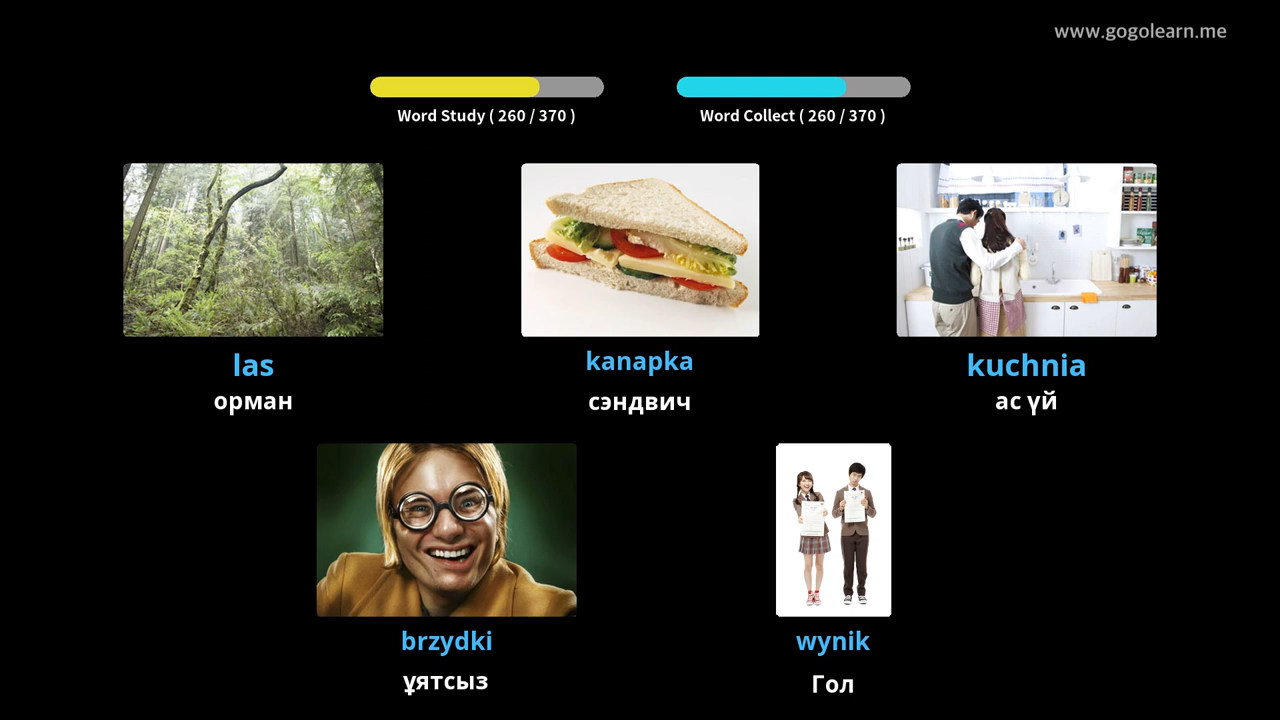 www.gogolearn.me
Word Study ( 260 / 370 )
Word Collect ( 260 / 370 )
las
орман
kanapka
сэндвич
kuchnia
ас үй
brzydki
ұятсыз
wynik
Гол